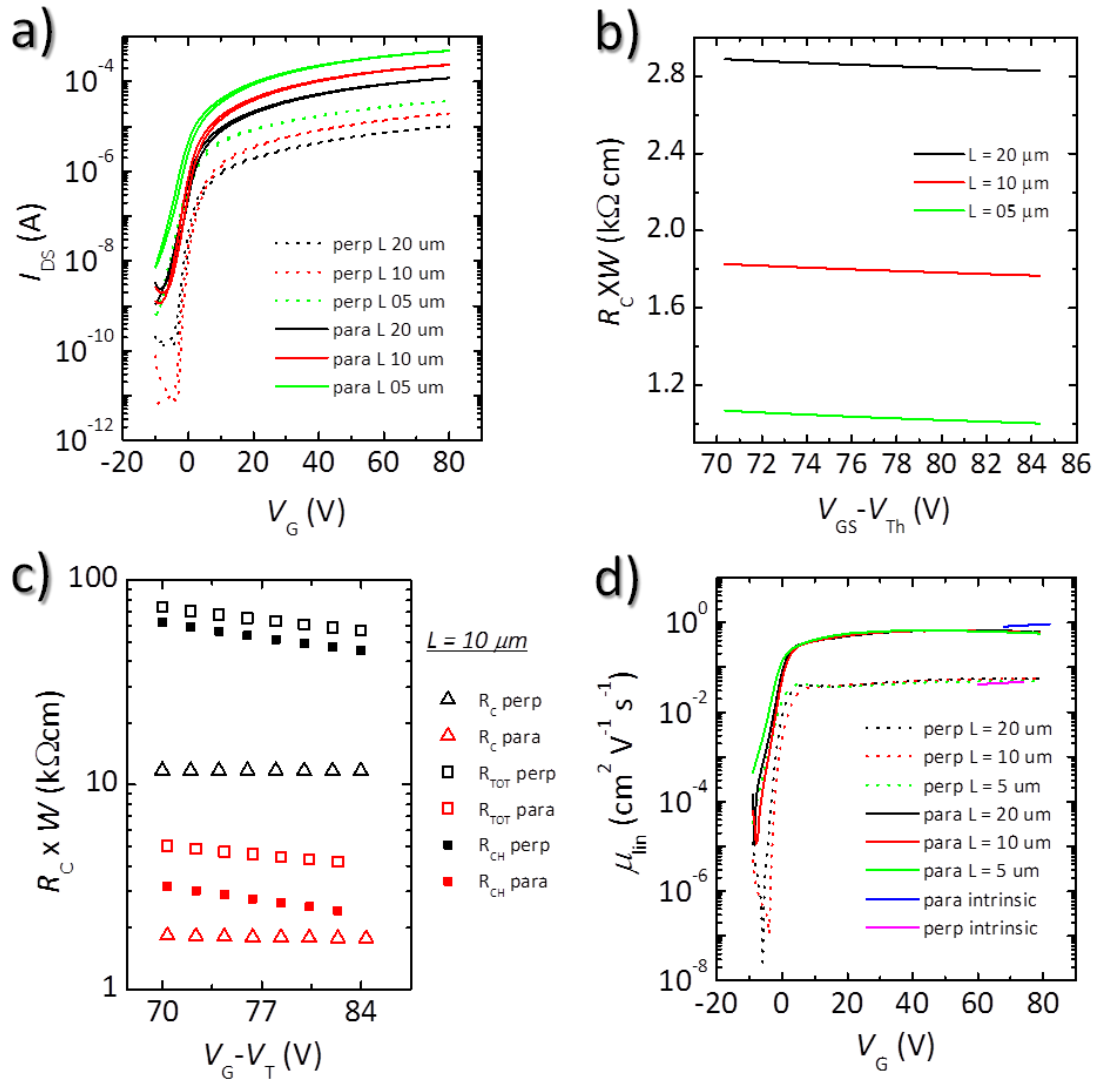 a)
10⁻⁴
10⁻⁶
10⁻⁸
10⁻¹⁰
10⁻¹²
I_DS (A)
perp L 20 um
perp L 10 um
perp L 05 um
para L 20 um
para L 10 um
para L 05 um
-20 0 20 40 60 80
V_G (V)
b)
2.8
2.4
2.0
1.6
1.2
R_C XW (kΩ cm)
L = 20 μm
L = 10 μm
L = 05 μm
70 72 74 76 78 80 82 84 86
V_GS-V_Th (V)
c)
100
10
1
R_C x W (kΩcm)
L = 10 μm
R_C perp
R_C para
R_TOT perp
R_TOT para
R_CH perp
R_CH para
70 77 84
V_G-V_T (V)
d)
10⁰
10⁻²
10⁻⁴
10⁻⁶
10⁻⁸
μ_lin (cm² V⁻¹ s⁻¹)
perp L = 20 um
perp L = 10 um
perp L = 5 um
para L = 20 um
para L = 10 um
para L = 5 um
para intrinsic
perp intrinsic
-20 0 20 40 60 80
V_G (V)